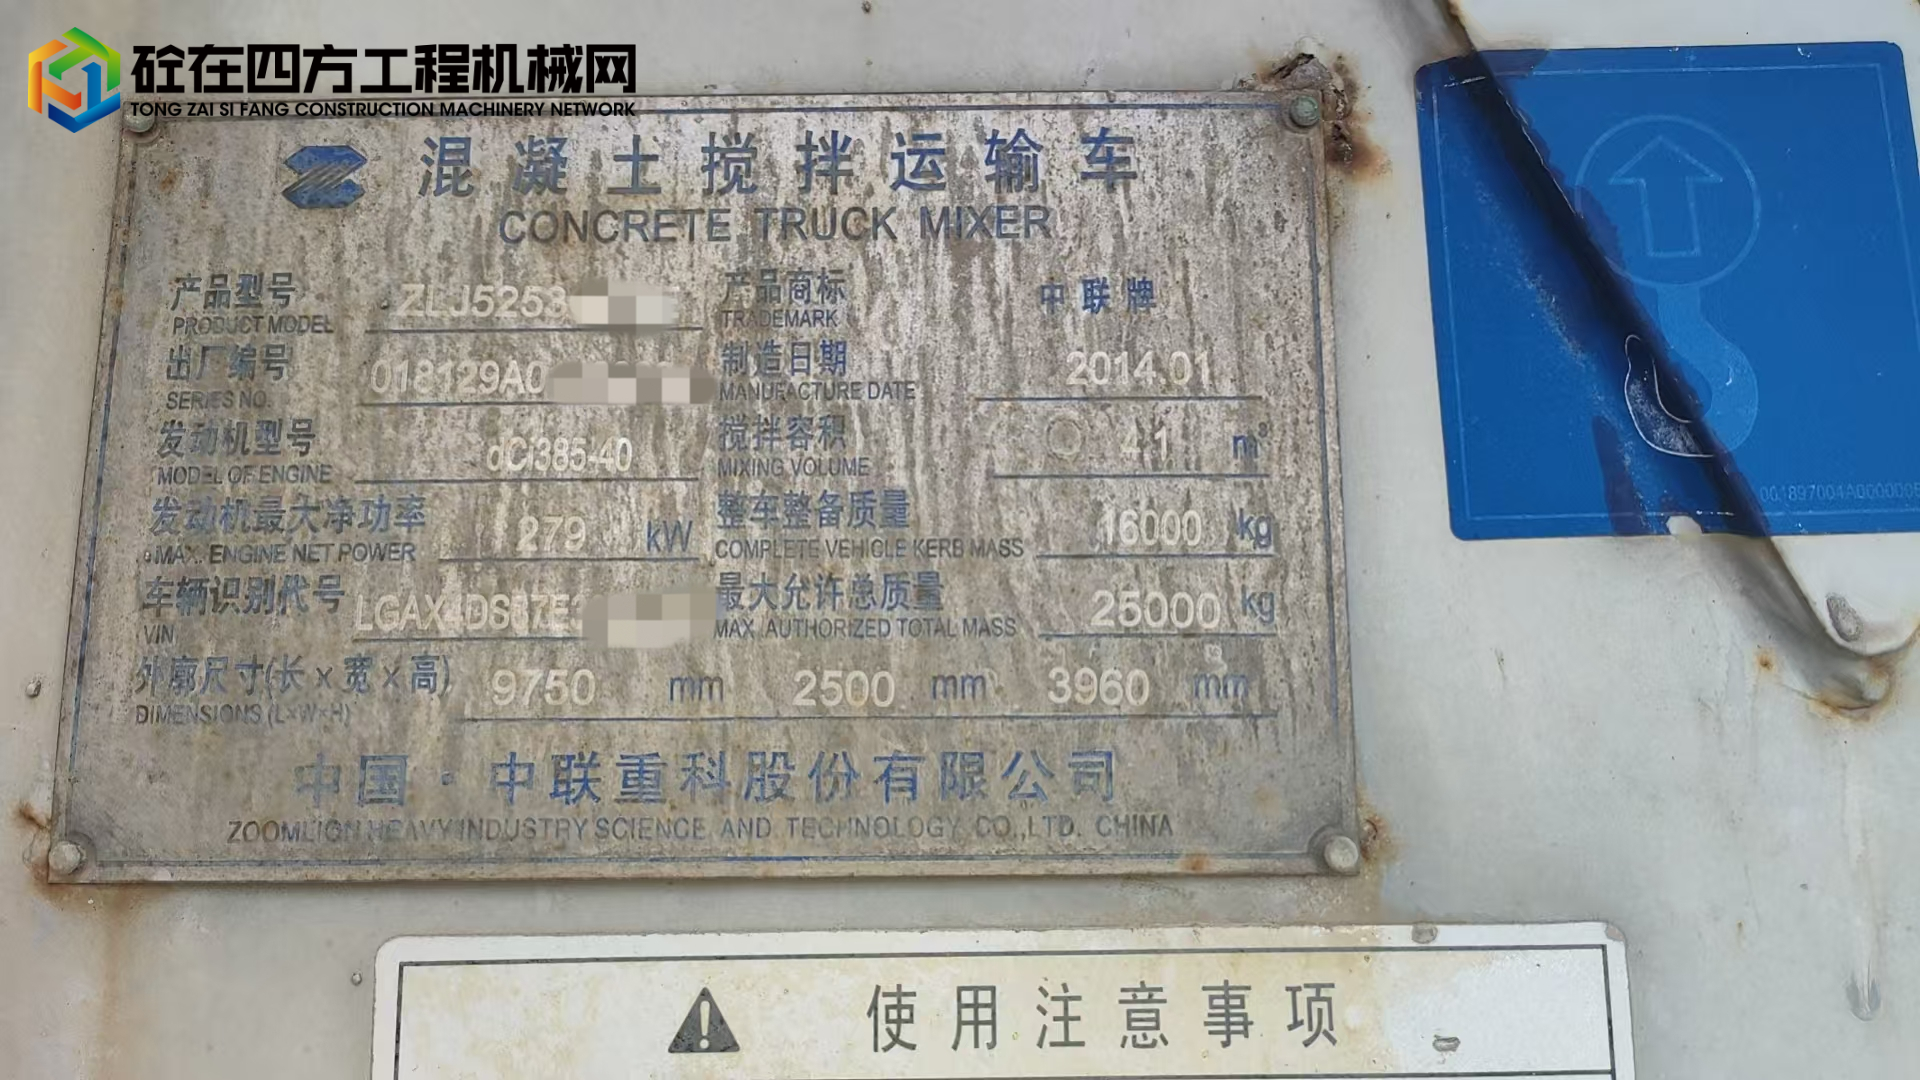 砼在四方工程机械网
TONG ZAI SI FANG CONSTRUCTION MACHINERY NETWORK
混凝土搅拌运输车
CONCRETE TRUCK MIXER
产品型号 ZLJ5253 产品商标 中联牌
PRODUCT MODEL TRADEMARK
出厂编号 018129A0 制造日期 2014.01
SERIES NO. MANUFACTURE DATE
发动机型号 dCi385-40 搅拌容积 4.1 m³
MODEL OF ENGINE MIXING VOLUME
发动机最大净功率 279 kW 整车整备质量 16000 kg
MAX. ENGINE NET POWER COMPLETE VEHICLE KERB MASS
车辆识别代号 LGAX4DS67E3 最大允许总质量 25000 kg
VIN MAX. AUTHORIZED TOTAL MASS
外廓尺寸(长×宽×高) 9750 mm 2500 mm 3960 mm
DIMENSIONS (L×W×H)
中国·中联重科股份有限公司
ZOOMLION HEAVY INDUSTRY SCIENCE AND TECHNOLOGY CO.,LTD. CHINA
使用注意事项